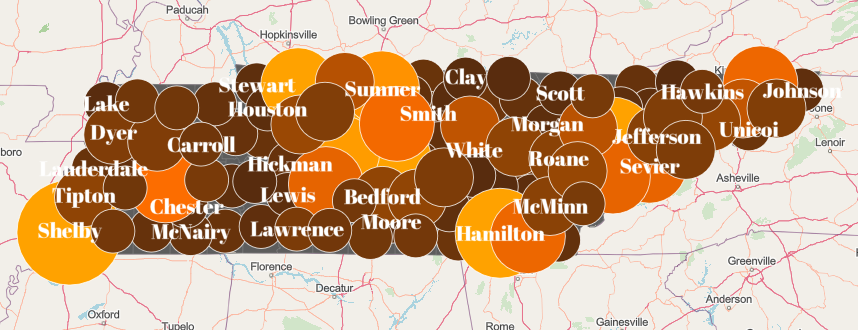 Paducah
Bowling Green
Hopkinsville
Clay
Stewart
Sumner
Scott
Hawkins
Johnson
Lake
Houston
Smith
Dyer
Morgan
Jefferson
Unicoi
Carroll
White
Roane
Lenoir
boro
Lauderdale
Hickman
Sevier
Asheville
Tipton
Lewis
Bedford
Chester
McMinn
Shelby
McNairy
Lawrence
Moore
Hamilton
Florence
Greenville
Decatur
Anderson
Oxford
Tupelo
Rome
Gainesville